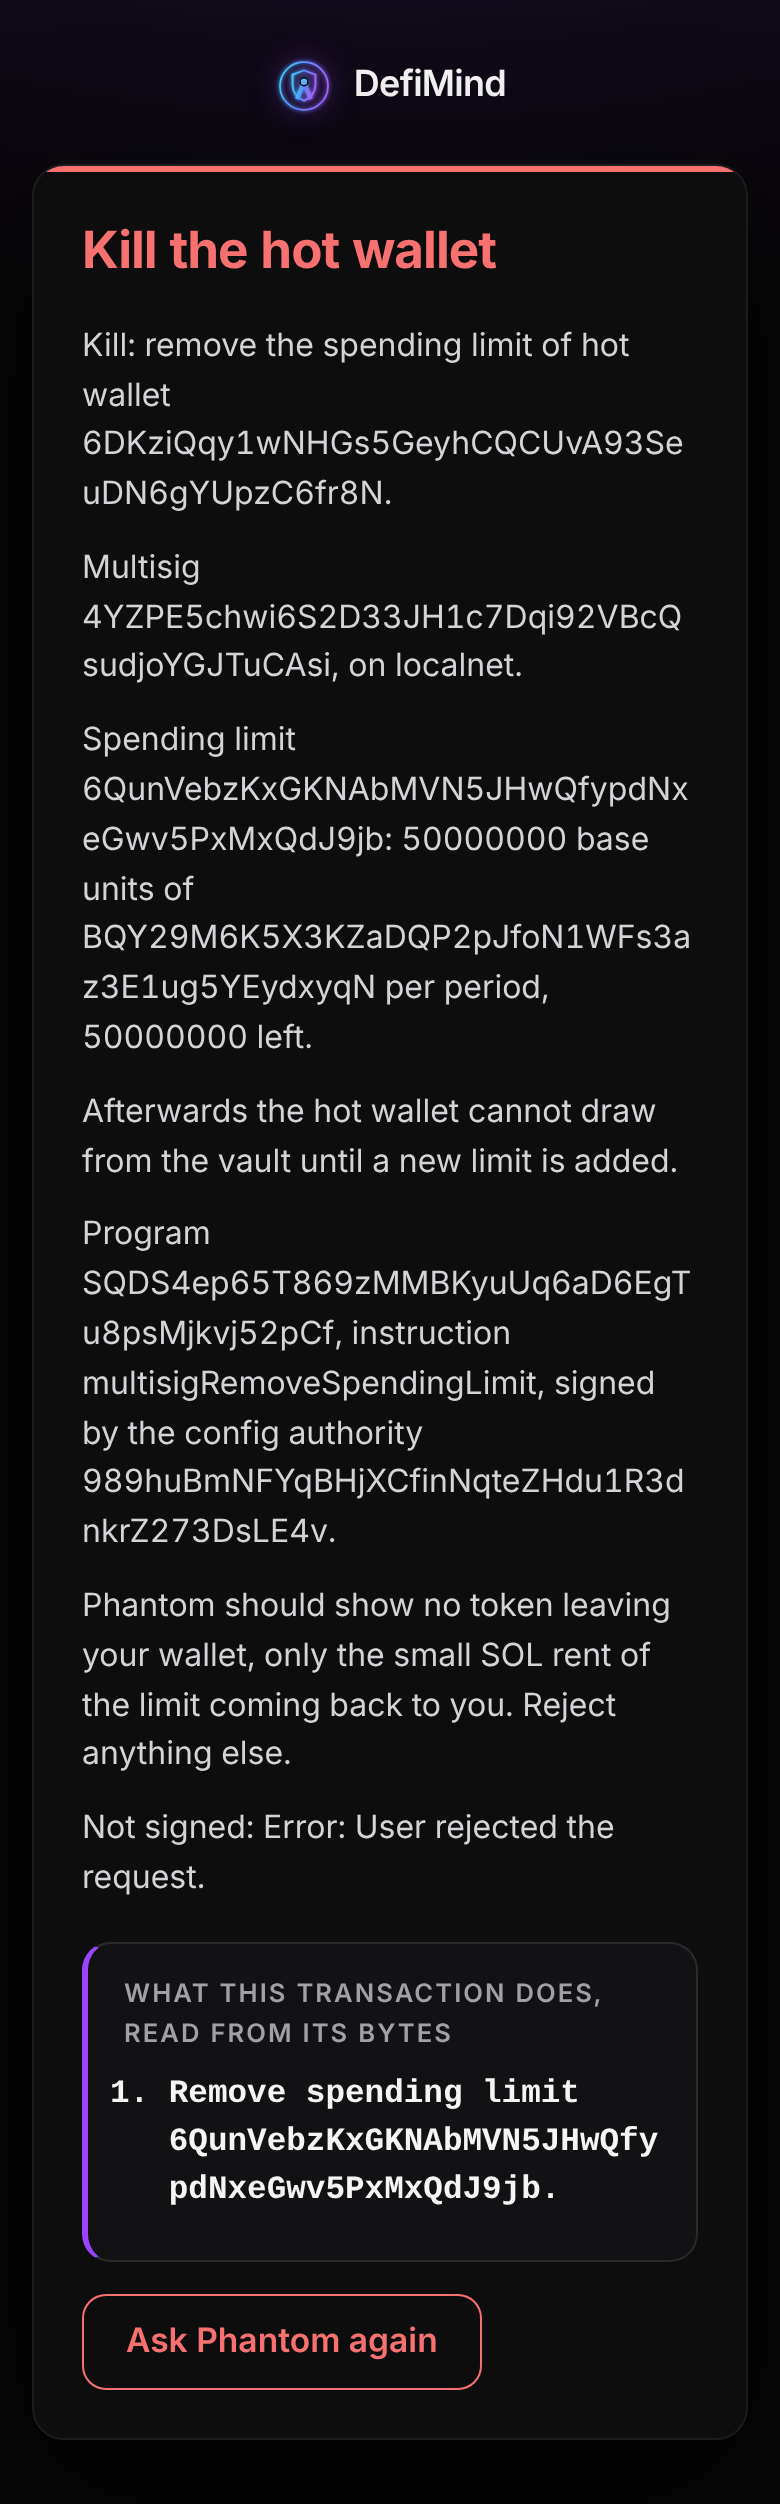 DefiMind
Kill the hot wallet
Kill: remove the spending limit of hot
wallet
6DKziQqy1wNHGs5GeyhCQCUvA93Se
uDN6gYUpzC6fr8N.
Multisig
4YZPE5chwi6S2D33JH1c7Dqi92VBcQ
sudjoYGJTuCAsi, on localnet.
Spending limit
6QunVebzKxGKNAbMVN5JHwQfypdNx
eGwv5PxMxQdJ9jb: 50000000 base
units of
BQY29M6K5X3KZaDQP2pJfoN1WFs3a
z3E1ug5YEydxyqN per period,
50000000 left.
Afterwards the hot wallet cannot draw
from the vault until a new limit is added.
Program
SQDS4ep65T869zMMBKyuUq6aD6EgT
u8psMjkvj52pCf, instruction
multisigRemoveSpendingLimit, signed
by the config authority
989huBmNFYqBHjXCfinNqteZHdu1R3d
nkrZ273DsLE4v.
Phantom should show no token leaving
your wallet, only the small SOL rent of
the limit coming back to you. Reject
anything else.
Not signed: Error: User rejected the
request.
WHAT THIS TRANSACTION DOES,
READ FROM ITS BYTES
1. Remove spending limit
6QunVebzKxGKNAbMVN5JHwQfy
pdNxeGwv5PxMxQdJ9jb.
Ask Phantom again